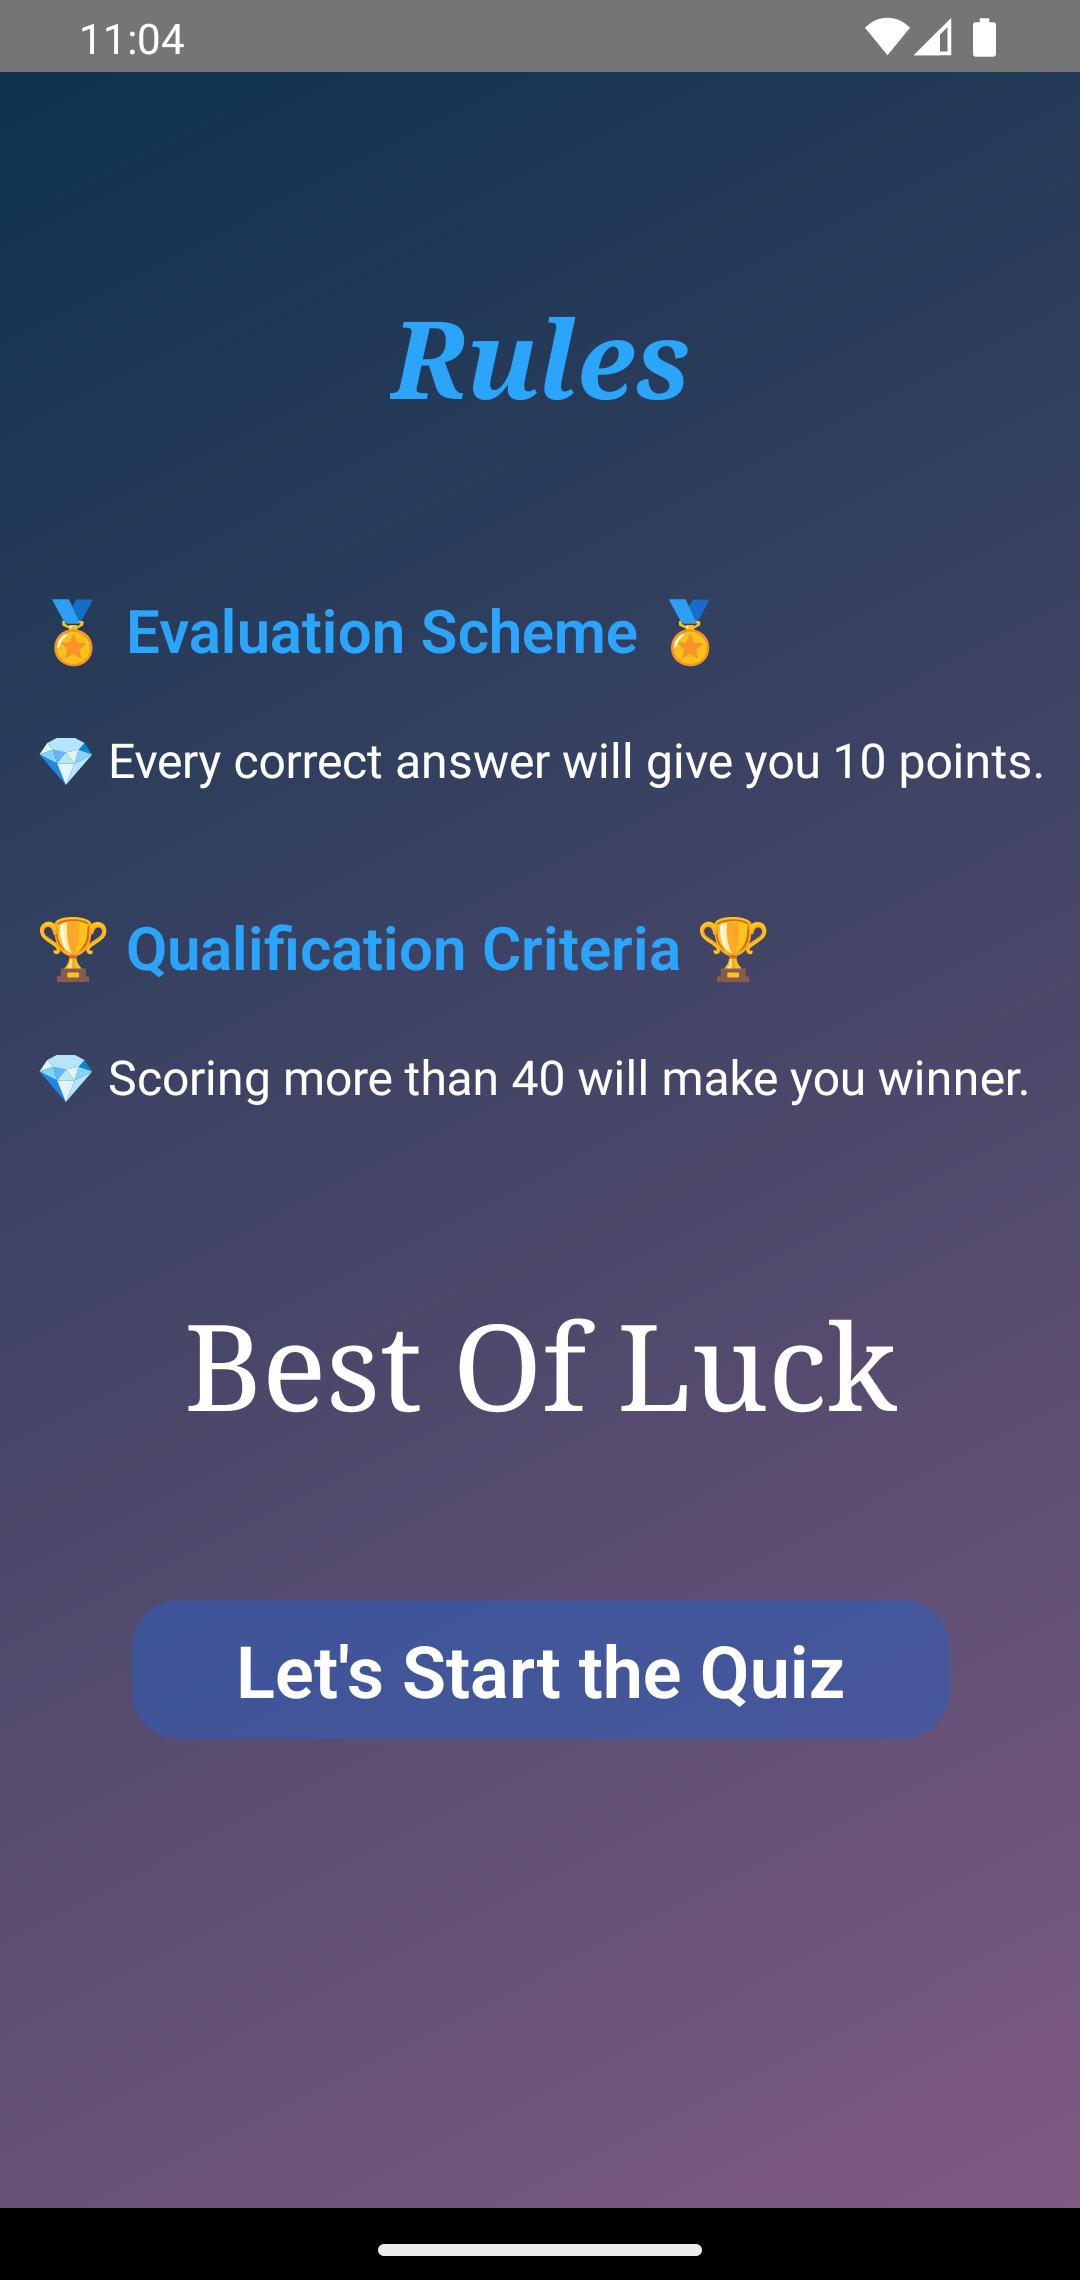 11:04
Rules
🏅 Evaluation Scheme 🏅
💎 Every correct answer will give you 10 points.
🏆 Qualification Criteria 🏆
💎 Scoring more than 40 will make you winner.
Best Of Luck
Let's Start the Quiz